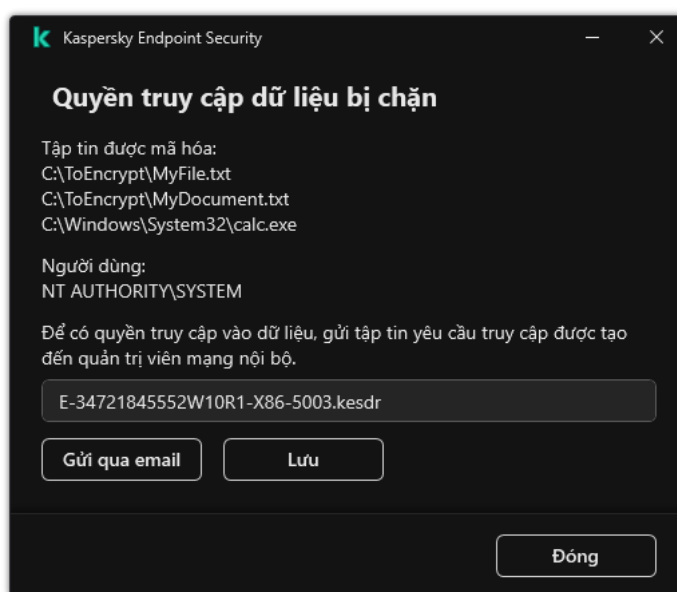 Kaspersky Endpoint Security
Quyền truy cập dữ liệu bị chặn
Tập tin được mã hóa:
C:\ToEncrypt\MyFile.txt
C:\ToEncrypt\MyDocument.txt
C:\Windows\System32\calc.exe
Người dùng:
NT AUTHORITY\SYSTEM
Để có quyền truy cập vào dữ liệu, gửi tập tin yêu cầu truy cập được tạo
đến quản trị viên mạng nội bộ.
E-34721845552W10R1-X86-5003.kesdr
Gửi qua email
Lưu
Đóng